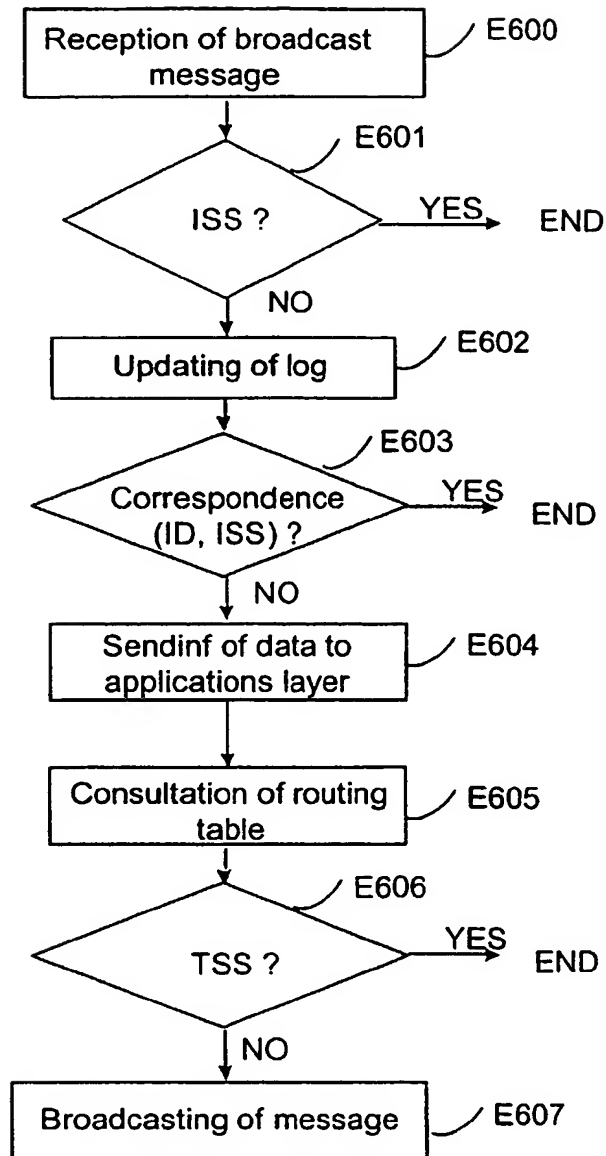 Reception of broadcast
message
E600
E601
ISS ?
YES
END
NO
Updating of log
E602
E603
Correspondence
(ID, ISS) ?
YES
END
NO
Sendinf of data to
applications layer
E604
Consultation of routing
table
E605
E606
TSS ?
YES
END
NO
Broadcasting of message
E607